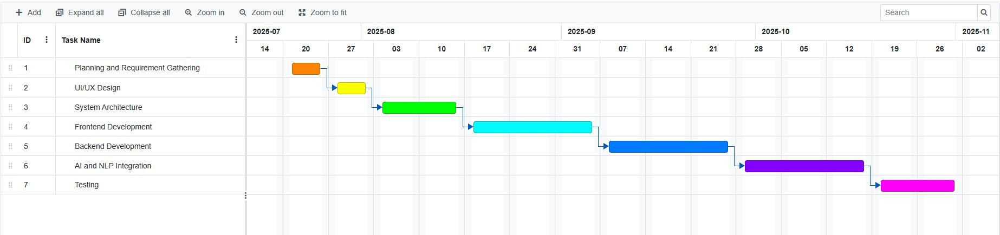 Add Expand all Collapse all Zoom in Zoom out Zoom to fit Search
ID Task Name
2025-07 2025-08 2025-09 2025-10 2025-11
14 20 27 03 10 17 24 31 07 14 21 28 05 12 19 26 02
1 Planning and Requirement Gathering
2 UI/UX Design
3 System Architecture
4 Frontend Development
5 Backend Development
6 AI and NLP Integration
7 Testing